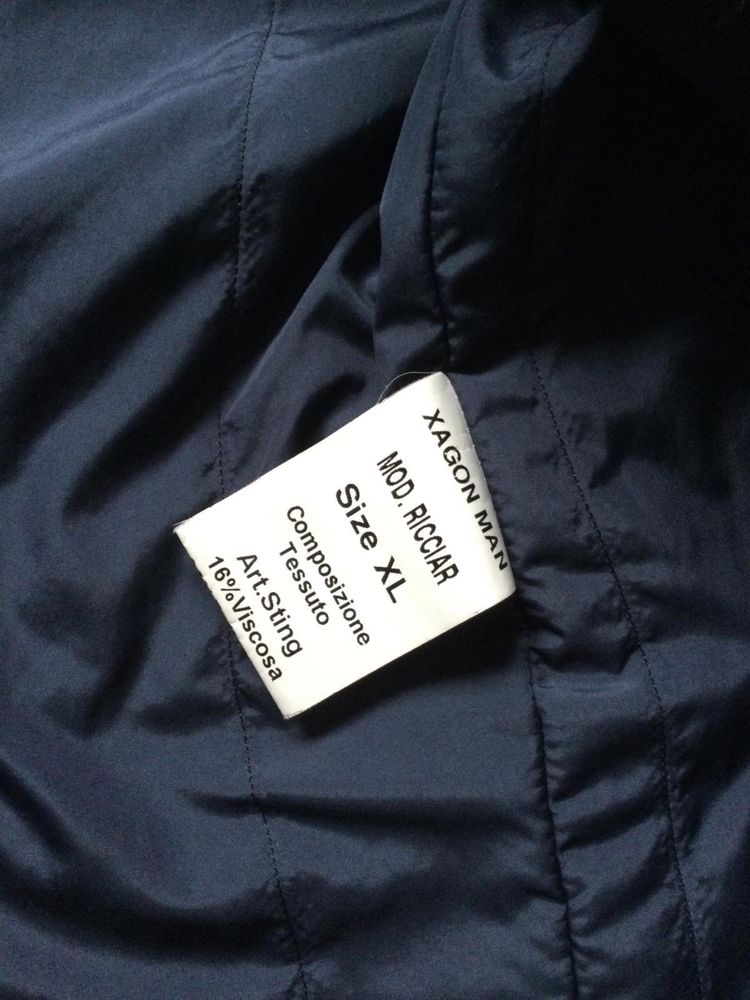 XAGON MAN
MOD. RICCIAR
Size XL
Composizione
Tessuto
Art.Sting
16%Viscosa